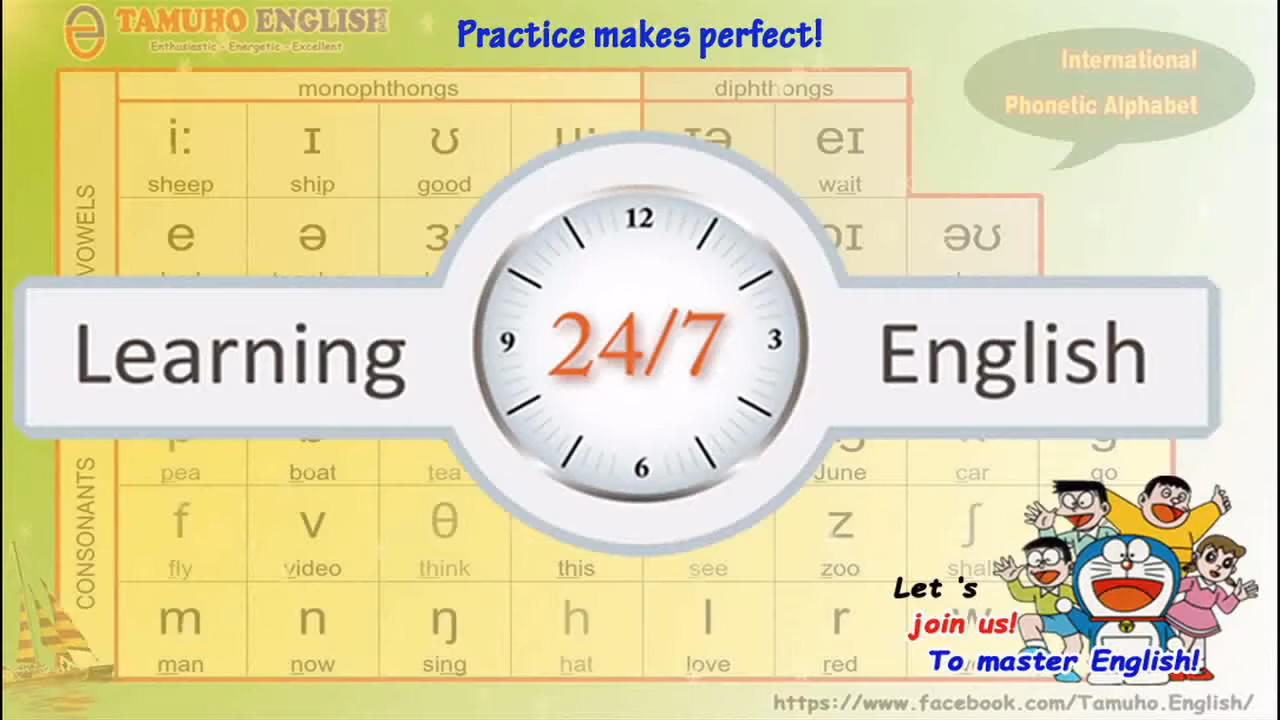 TAMUHO ENGLISH
Enthusiastic - Energetic - Excellent
Practice makes perfect!
International
Phonetic Alphabet
monophthongs diphthongs
VOWELS
iː ɪ ʊ uː ɪə eɪ
sheep ship good wait
e ə ɔɪ əʊ
Learning 24/7 English
12
9 3
6
CONSONANTS
pea boat tea June car go
f v θ z ʃ
fly video think this see zoo shall
m n ŋ h l r w
man now sing hat love red
Let 's
join us!
To master English!
https://www.facebook.com/Tamuho.English/